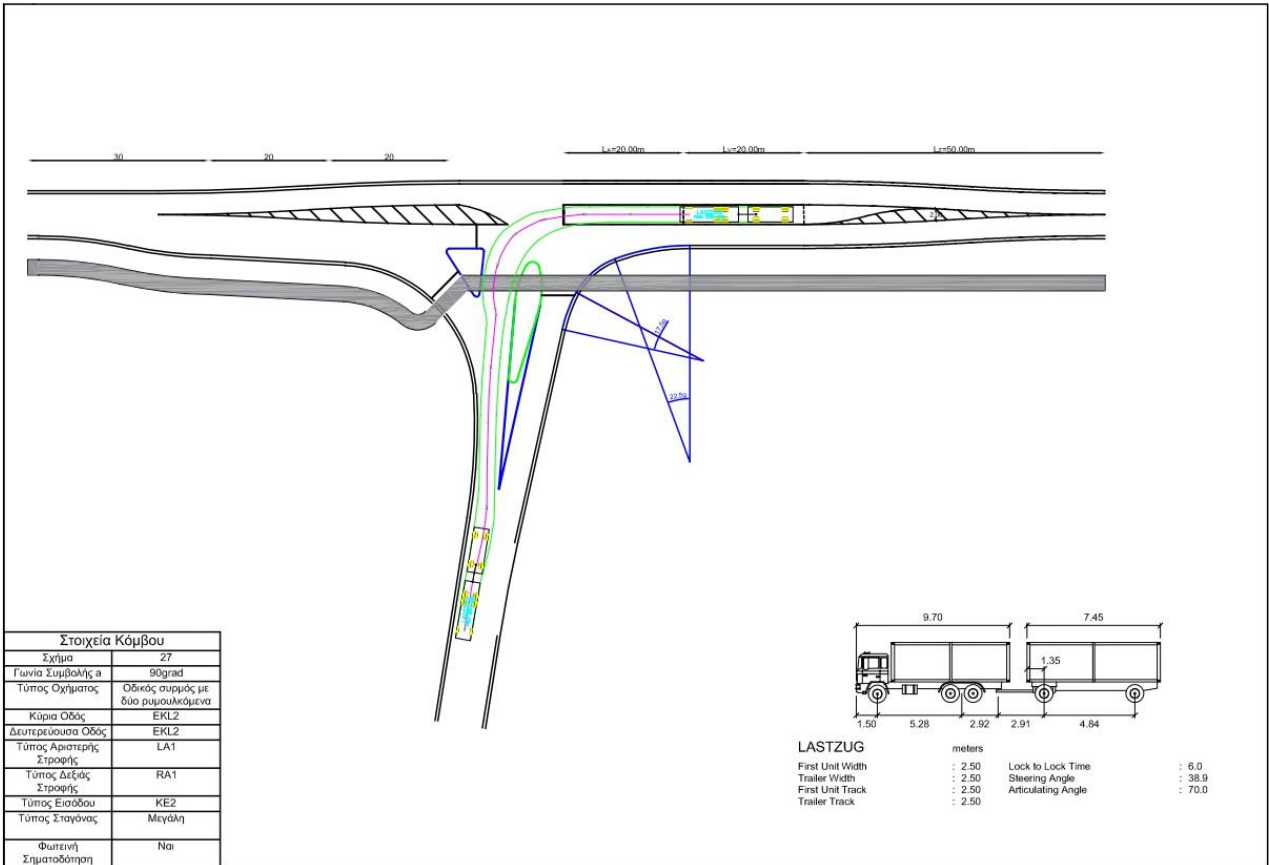 30
20
20
LA=20.00m
LV=20.00m
LZ=50.00m
17.5g
22.5g
Στοιχεία Κόμβου
Σχήμα 27
Γωνία Συμβολής a 90grad
Τύπος Οχήματος Οδικός συρμός με
δύο ρυμουλκόμενα
Κύρια Οδός EKL2
Δευτερεύουσα Οδός EKL2
Τύπος Αριστερής LA1
Στροφής
Τύπος Δεξιάς RA1
Στροφής
Τύπος Εισόδου KE2
Τύπος Σταγόνας Μεγάλη
Φωτεινή Ναι
Σηματοδότηση
9.70
7.45
1.35
1.50
5.28
2.92
2.91
4.84
LASTZUG meters
First Unit Width : 2.50 Lock to Lock Time : 6.0
Trailer Width : 2.50 Steering Angle : 38.9
First Unit Track : 2.50 Articulating Angle : 70.0
Trailer Track : 2.50